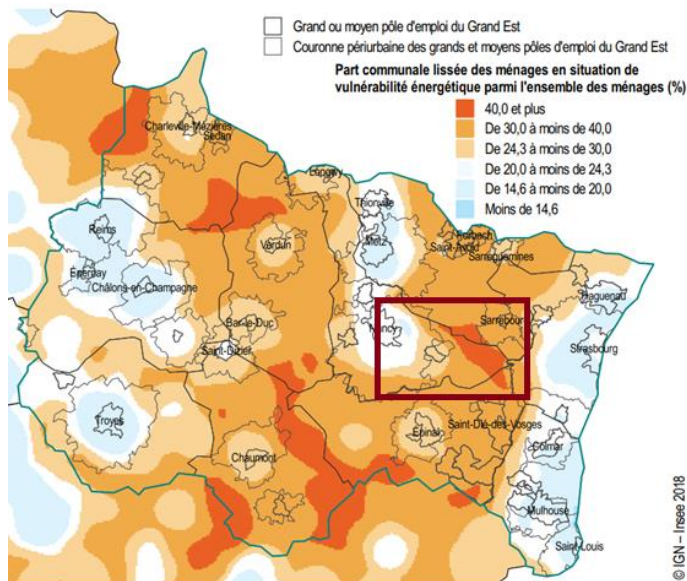 Grand ou moyen pôle d'emploi du Grand Est
Couronne périurbaine des grands et moyens pôles d'emploi du Grand Est
Part communale lissée des ménages en situation de
vulnérabilité énergétique parmi l'ensemble des ménages (%)
40,0 et plus
De 30,0 à moins de 40,0
De 24,3 à moins de 30,0
De 20,0 à moins de 24,3
De 14,6 à moins de 20,0
Moins de 14,6
Charleville-Mézières
Sedan
Longwy
Thionville
Reims
Verdun
Metz
Forbach
Saint-Avold
Sarreguemines
Epernay
Châlons-en-Champagne
Haguenau
Bar-le-Duc
Nancy
Sarrebourg
Saint-Dizier
Strasbourg
Troyes
Epinal
Saint-Dié-des-Vosges
Chaumont
Colmar
Mulhouse
Saint-Louis
© IGN – Insee 2018